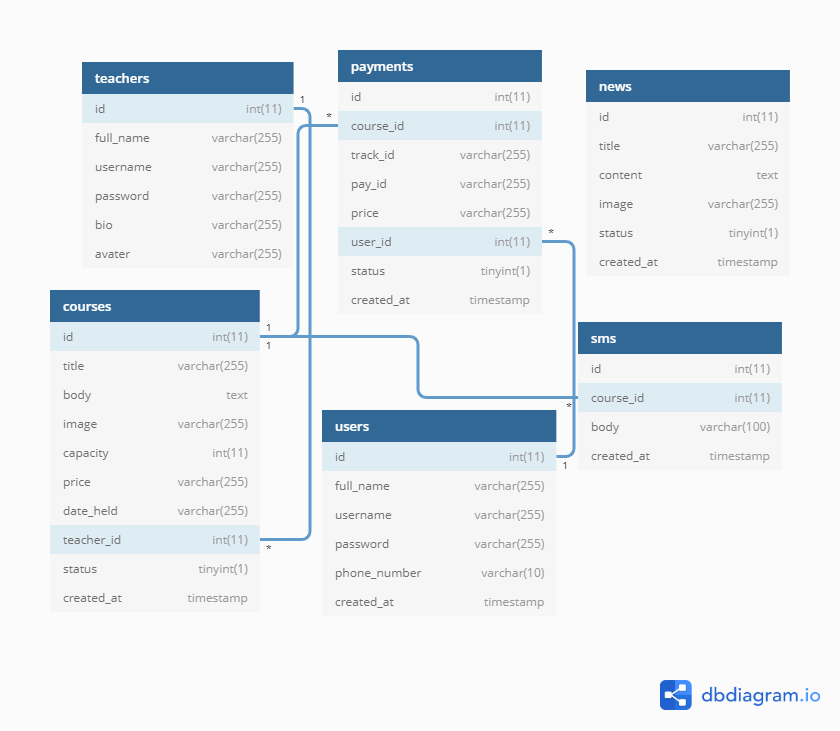 teachers
id int(11)
full_name varchar(255)
username varchar(255)
password varchar(255)
bio varchar(255)
avater varchar(255)
1
payments
id int(11)
* course_id int(11)
track_id varchar(255)
pay_id varchar(255)
price varchar(255)
user_id int(11) *
status tinyint(1)
created_at timestamp
news
id int(11)
title varchar(255)
content text
image varchar(255)
status tinyint(1)
created_at timestamp
courses
id int(11)
1
1
title varchar(255)
body text
image varchar(255)
capacity int(11)
price varchar(255)
date_held varchar(255)
teacher_id int(11)
*
status tinyint(1)
created_at timestamp
sms
id int(11)
course_id int(11)
*
body varchar(100)
created_at timestamp
users
id int(11)
1
full_name varchar(255)
username varchar(255)
password varchar(255)
phone_number varchar(10)
created_at timestamp
dbdiagram.io